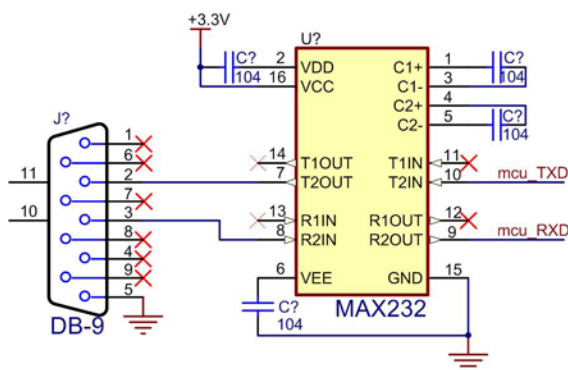 +3.3V
U?
C?
104
2
VDD
16
VCC
C1+
1
C1-
3
C2+
4
C2-
5
C?
104
C?
104
J?
1
6
2
7
3
8
4
9
5
11
10
DB-9
14
T1OUT
7
T2OUT
T1IN
11
T2IN
10
mcu_TXD
13
R1IN
8
R2IN
R1OUT
12
R2OUT
9
mcu_RXD
6
VEE
GND
15
C?
104
MAX232